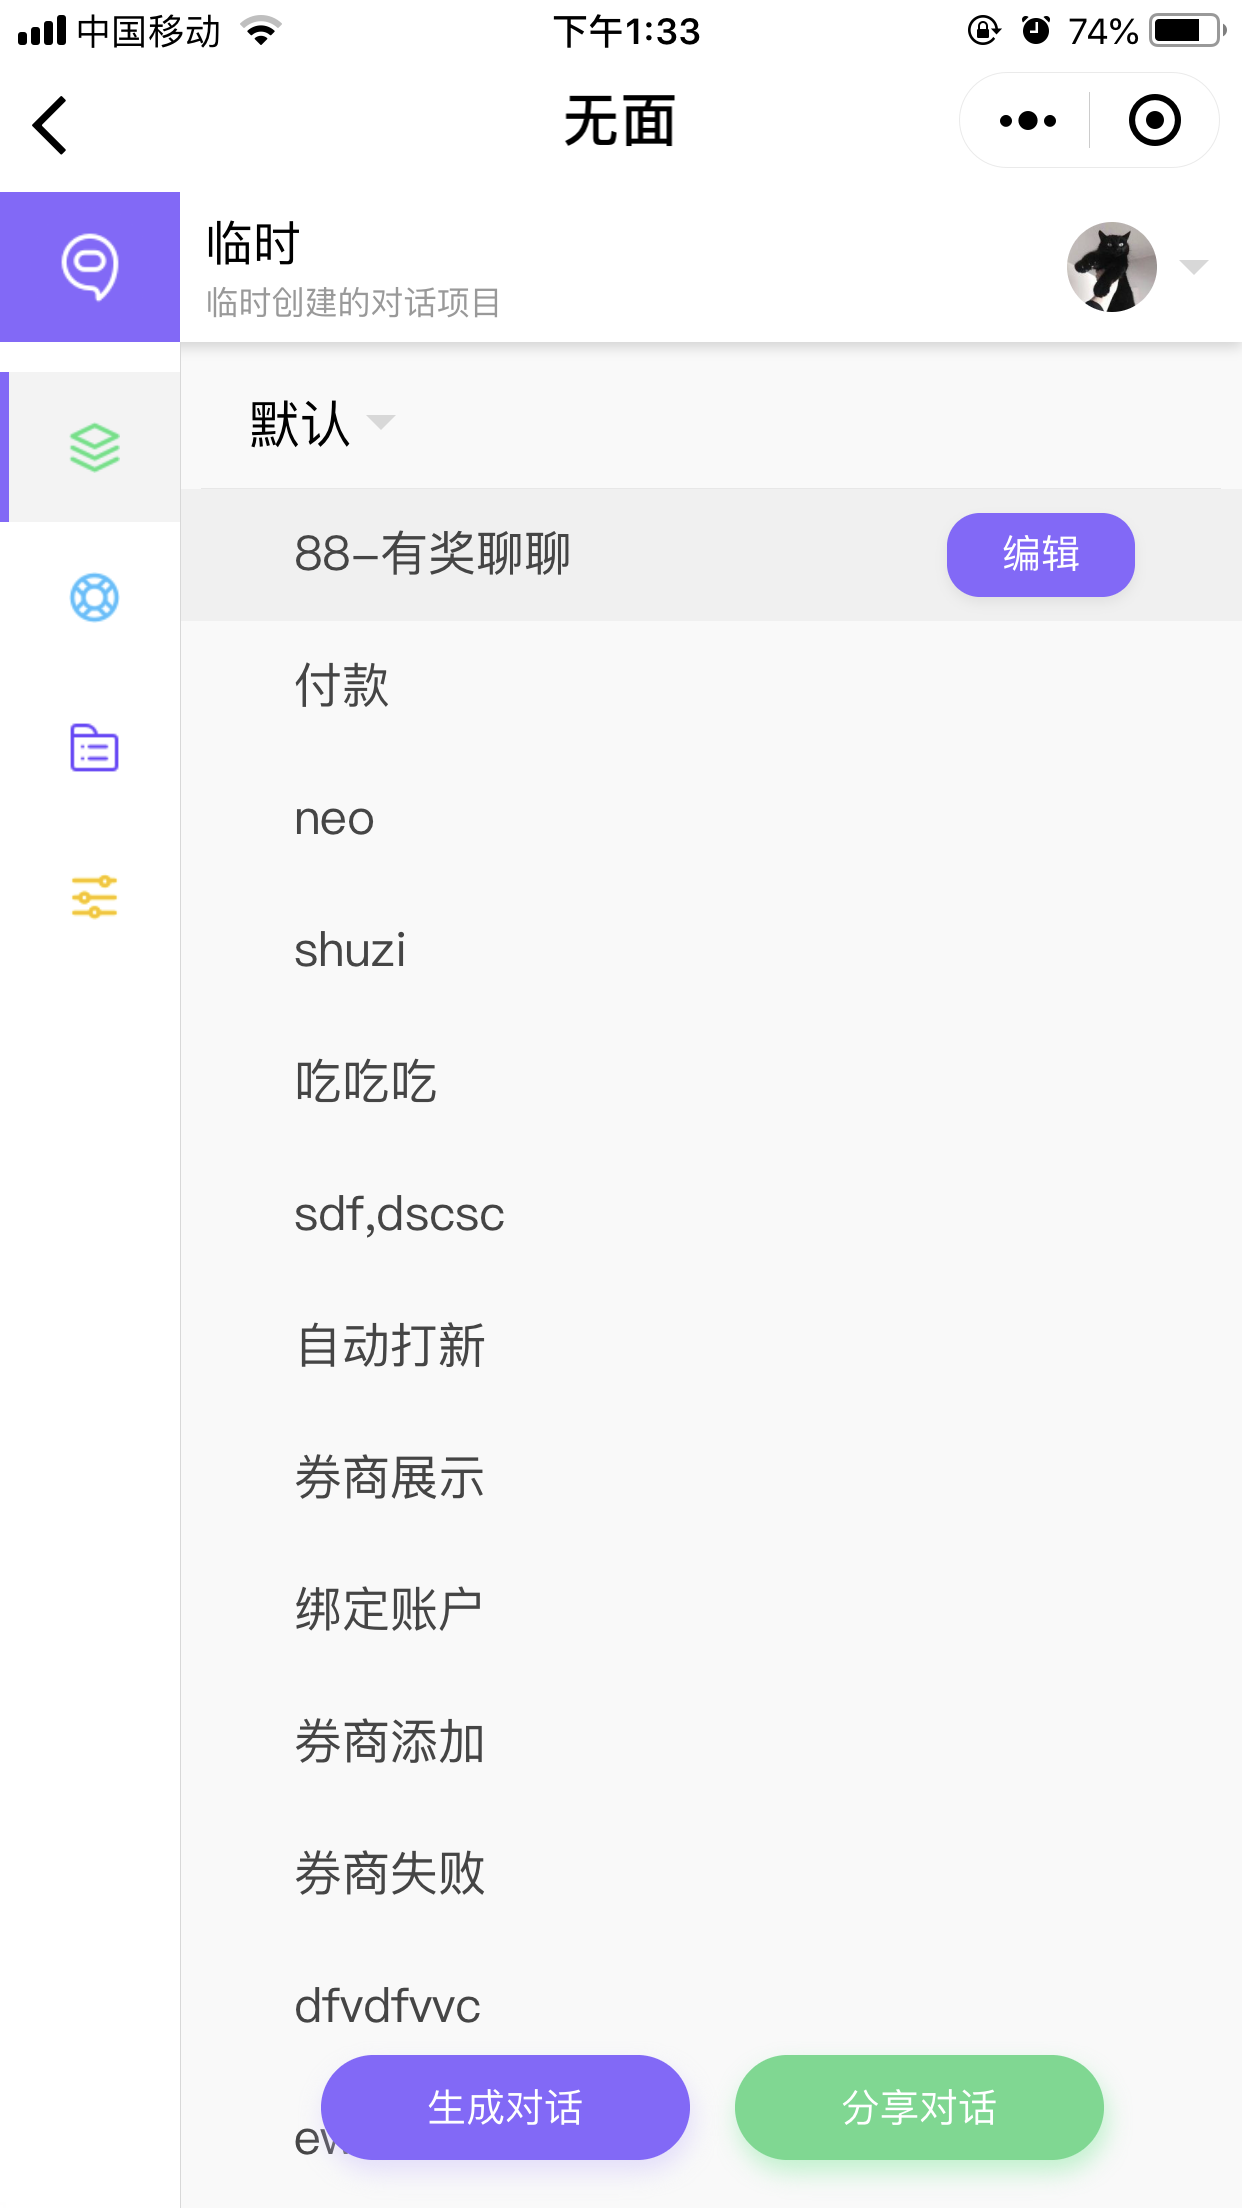 中国移动 下午1:33 74%
无面
临时
临时创建的对话项目
默认
88-有奖聊聊 编辑
付款
neo
shuzi
吃吃吃
sdf,dscsc
自动打新
券商展示
绑定账户
券商添加
券商失败
dfvdfvvc
生成对话 分享对话